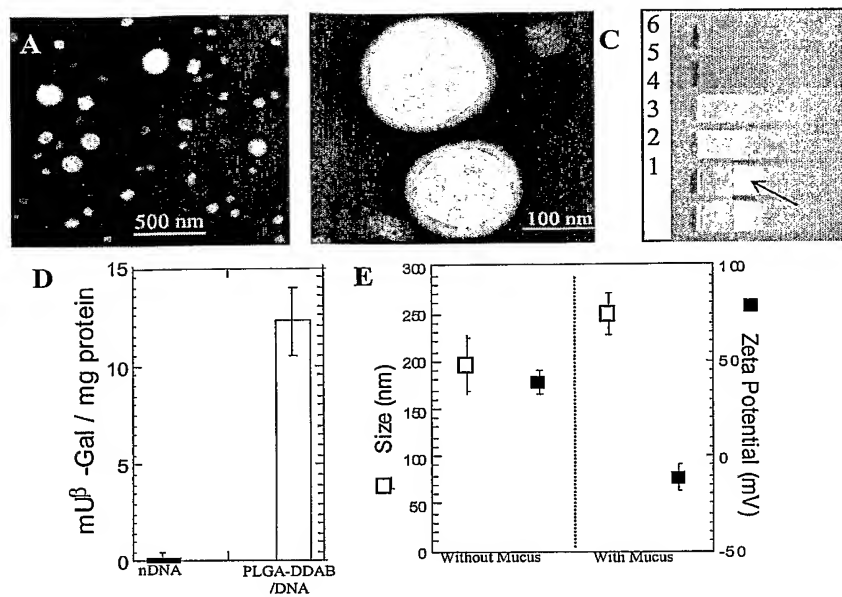 A
500 nm
100 nm
C
6
5
4
3
2
1
D
mUβ -Gal / mg protein
15
10
5
0
nDNA
PLGA-DDAB
/DNA
E
Size (nm)
300
250
200
150
100
50
0
Without Mucus
With Mucus
100
50
0
-50
Zeta Potential (mV)